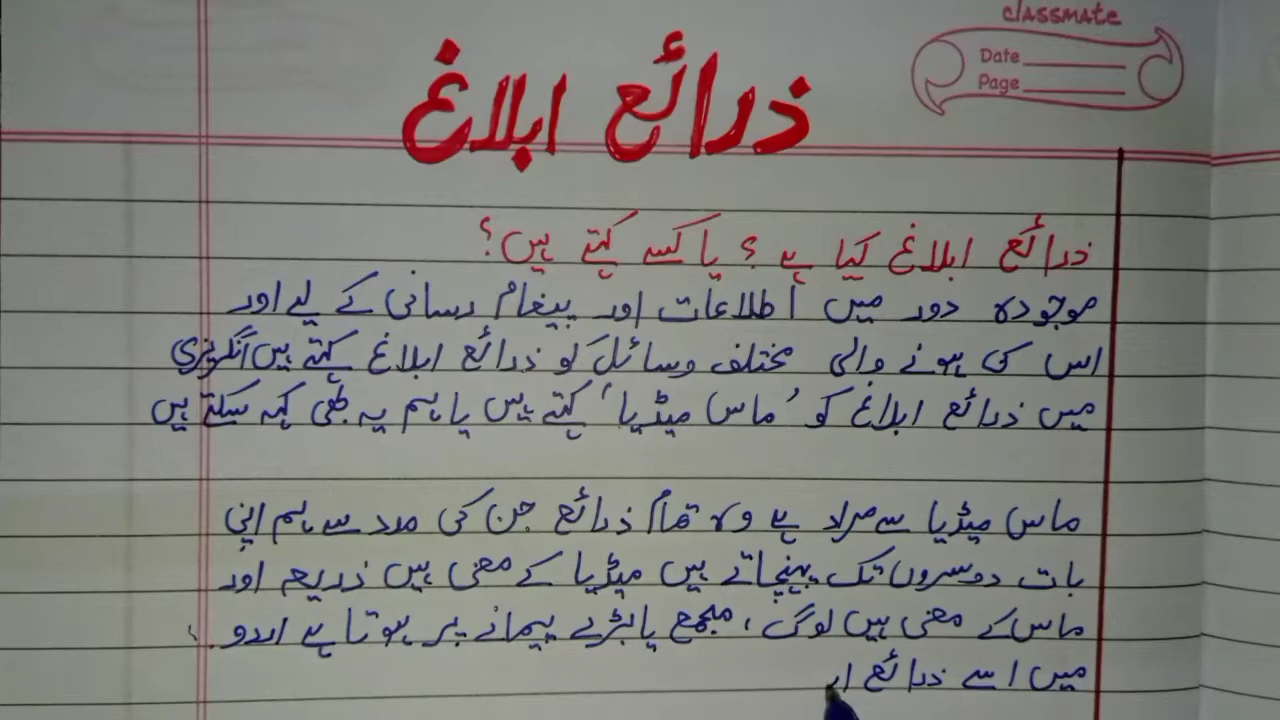 classmate
Date
Page
ذرائع ابلاغ
ذرائع ابلاغ کیا ہے ؟ یا کسے کہتے ہیں؟
موجودہ دور میں اطلاعات اور پیغام رسانی کے لیے اور
اس کی ہونے والی مختلف وسائل کو ذرائع ابلاغ کہتے ہیں انگریزی
میں ذرائع ابلاغ کو 'ماس میڈیا' کہتے ہیں یا ہم یہ بھی کہہ سکتے ہیں
ماس میڈیا سے مراد ہے وہ تمام ذرائع جن کی مدد سے ہم اپنی
بات دوسروں تک پہنچاتے ہیں میڈیا کے معنی ہیں ذریعہ اور
ماس کے معنی ہیں لوگ ، مجمع یا بڑے پیمانے پر ہوتا ہے اردو
میں اسے ذرائع ا